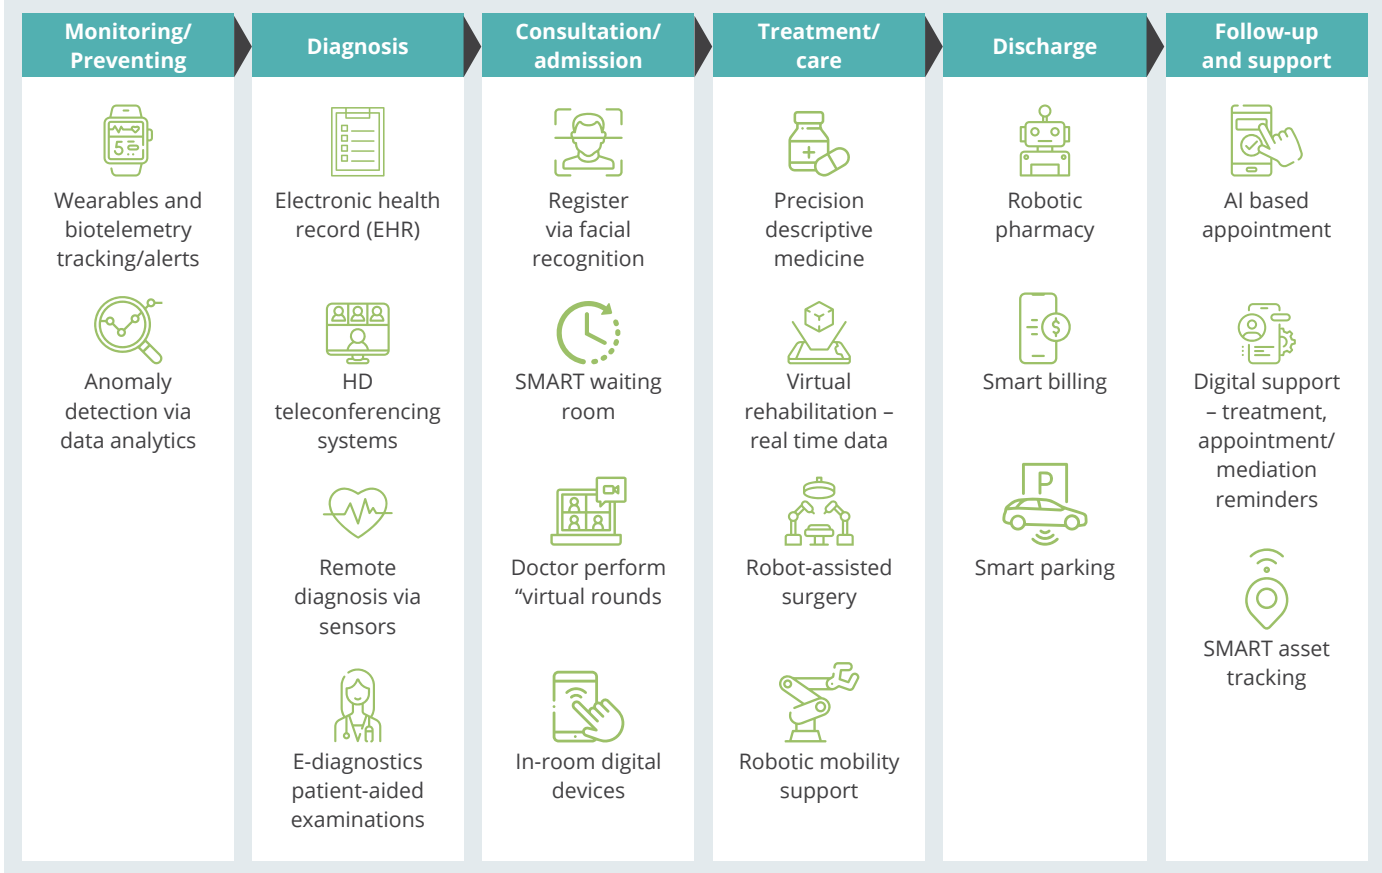 Monitoring/
Preventing
Wearables and
biotelemetry
tracking/alerts
Anomaly
detection via
data analytics
Diagnosis
Electronic health
record (EHR)
HD
teleconferencing
systems
Remote
diagnosis via
sensors
E-diagnostics
patient-aided
examinations
Consultation/
admission
Register
via facial
recognition
SMART waiting
room
Doctor perform
“virtual rounds
In-room digital
devices
Treatment/
care
Precision
descriptive
medicine
Virtual
rehabilitation –
real time data
Robot-assisted
surgery
Robotic mobility
support
Discharge
Robotic
pharmacy
$
Smart billing
P
Smart parking
Follow-up
and support
AI based
appointment
Digital support
– treatment,
appointment/
mediation
reminders
SMART asset
tracking
5